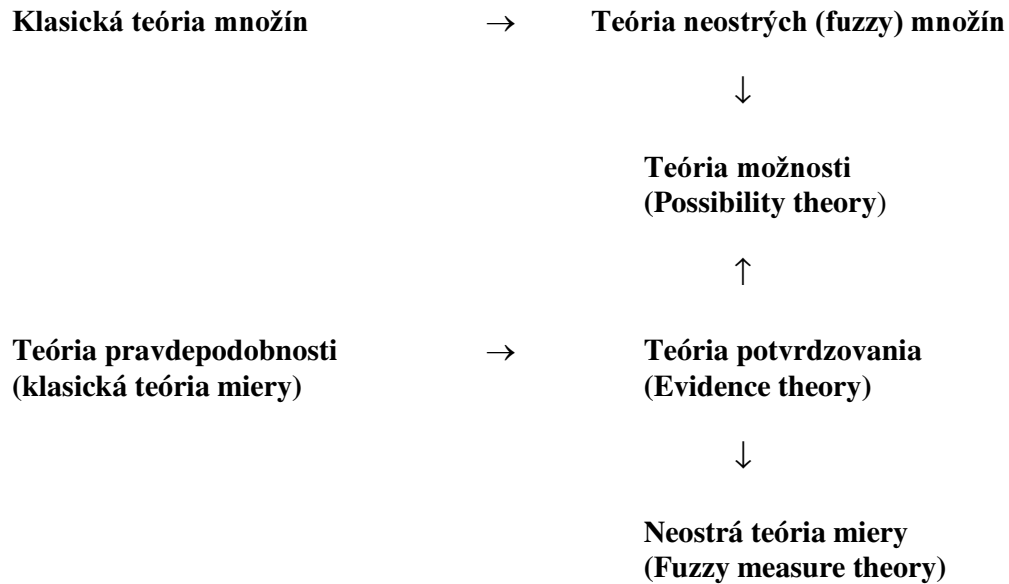 Klasická teória množín → Teória neostrých (fuzzy) množín
↓
Teória možnosti
(Possibility theory)
↑
Teória pravdepodobnosti → Teória potvrdzovania
(klasická teória miery) (Evidence theory)
↓
Neostrá teória miery
(Fuzzy measure theory)